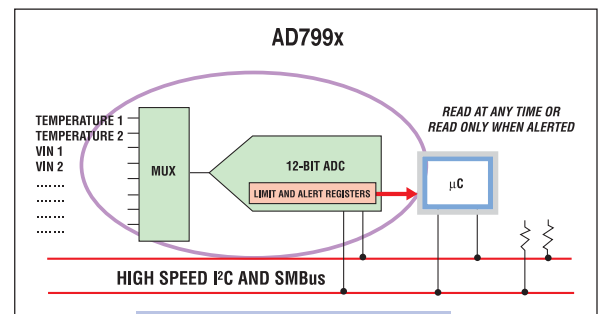 AD799x
TEMPERATURE 1
TEMPERATURE 2
VIN 1
VIN 2
.......
.......
.......
.......
MUX
12-BIT ADC
LIMIT AND ALERT REGISTERS
READ AT ANY TIME OR
READ ONLY WHEN ALERTED
μC
HIGH SPEED I²C AND SMBus